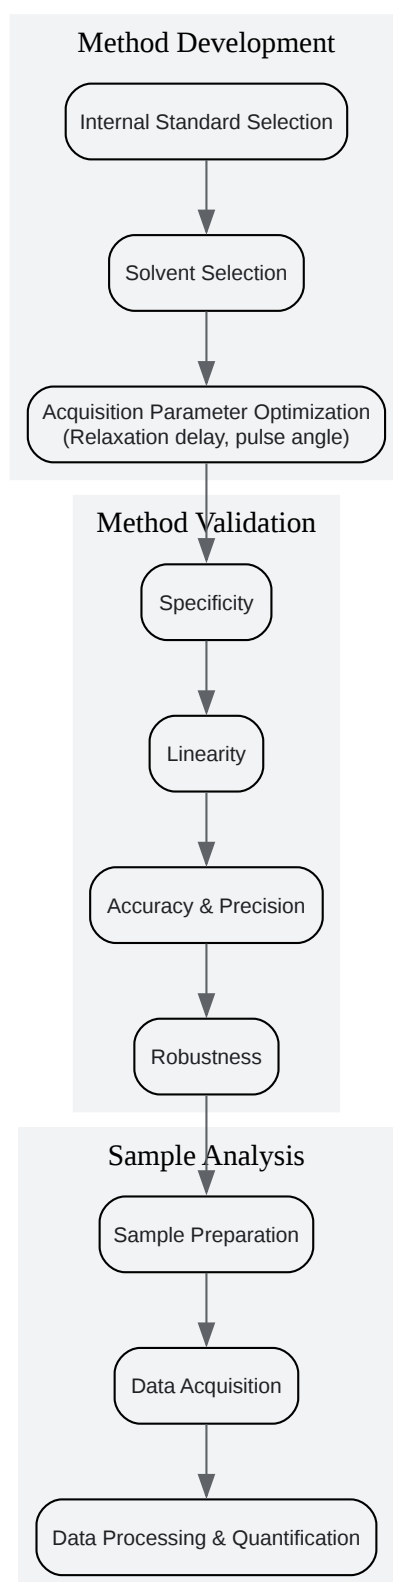 Method Development
Internal Standard Selection
Solvent Selection
Acquisition Parameter Optimization
(Relaxation delay, pulse angle)
Method Validation
Specificity
Linearity
Accuracy & Precision
Robustness
Sample Analysis
Sample Preparation
Data Acquisition
Data Processing & Quantification